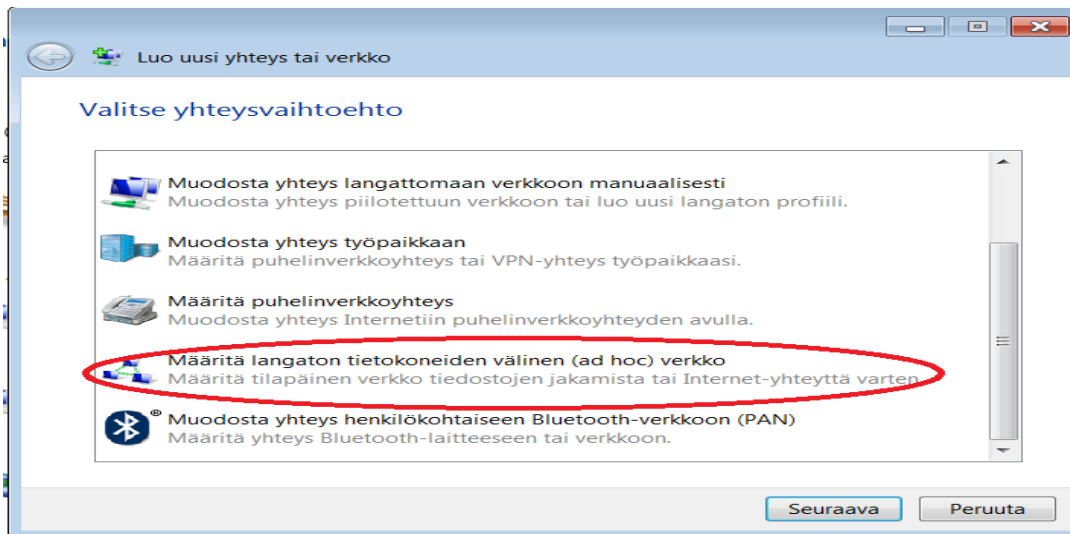 Luo uusi yhteys tai verkko
Valitse yhteysvaihtoehto
Muodosta yhteys langattomaan verkkoon manuaalisesti
Muodosta yhteys piilotettuun verkkoon tai luo uusi langaton profiili.
Muodosta yhteys työpaikkaan
Määritä puhelinverkkoyhteys tai VPN-yhteys työpaikkaasi.
Määritä puhelinverkkoyhteys
Muodosta yhteys Internetiin puhelinverkkoyhteyden avulla.
Määritä langaton tietokoneiden välinen (ad hoc) verkko
Määritä tilapäinen verkko tiedostojen jakamista tai Internet-yhteyttä varten
Muodosta yhteys henkilökohtaiseen Bluetooth-verkkoon (PAN)
Määritä yhteys Bluetooth-laitteeseen tai verkkoon.
Seuraava Peruuta